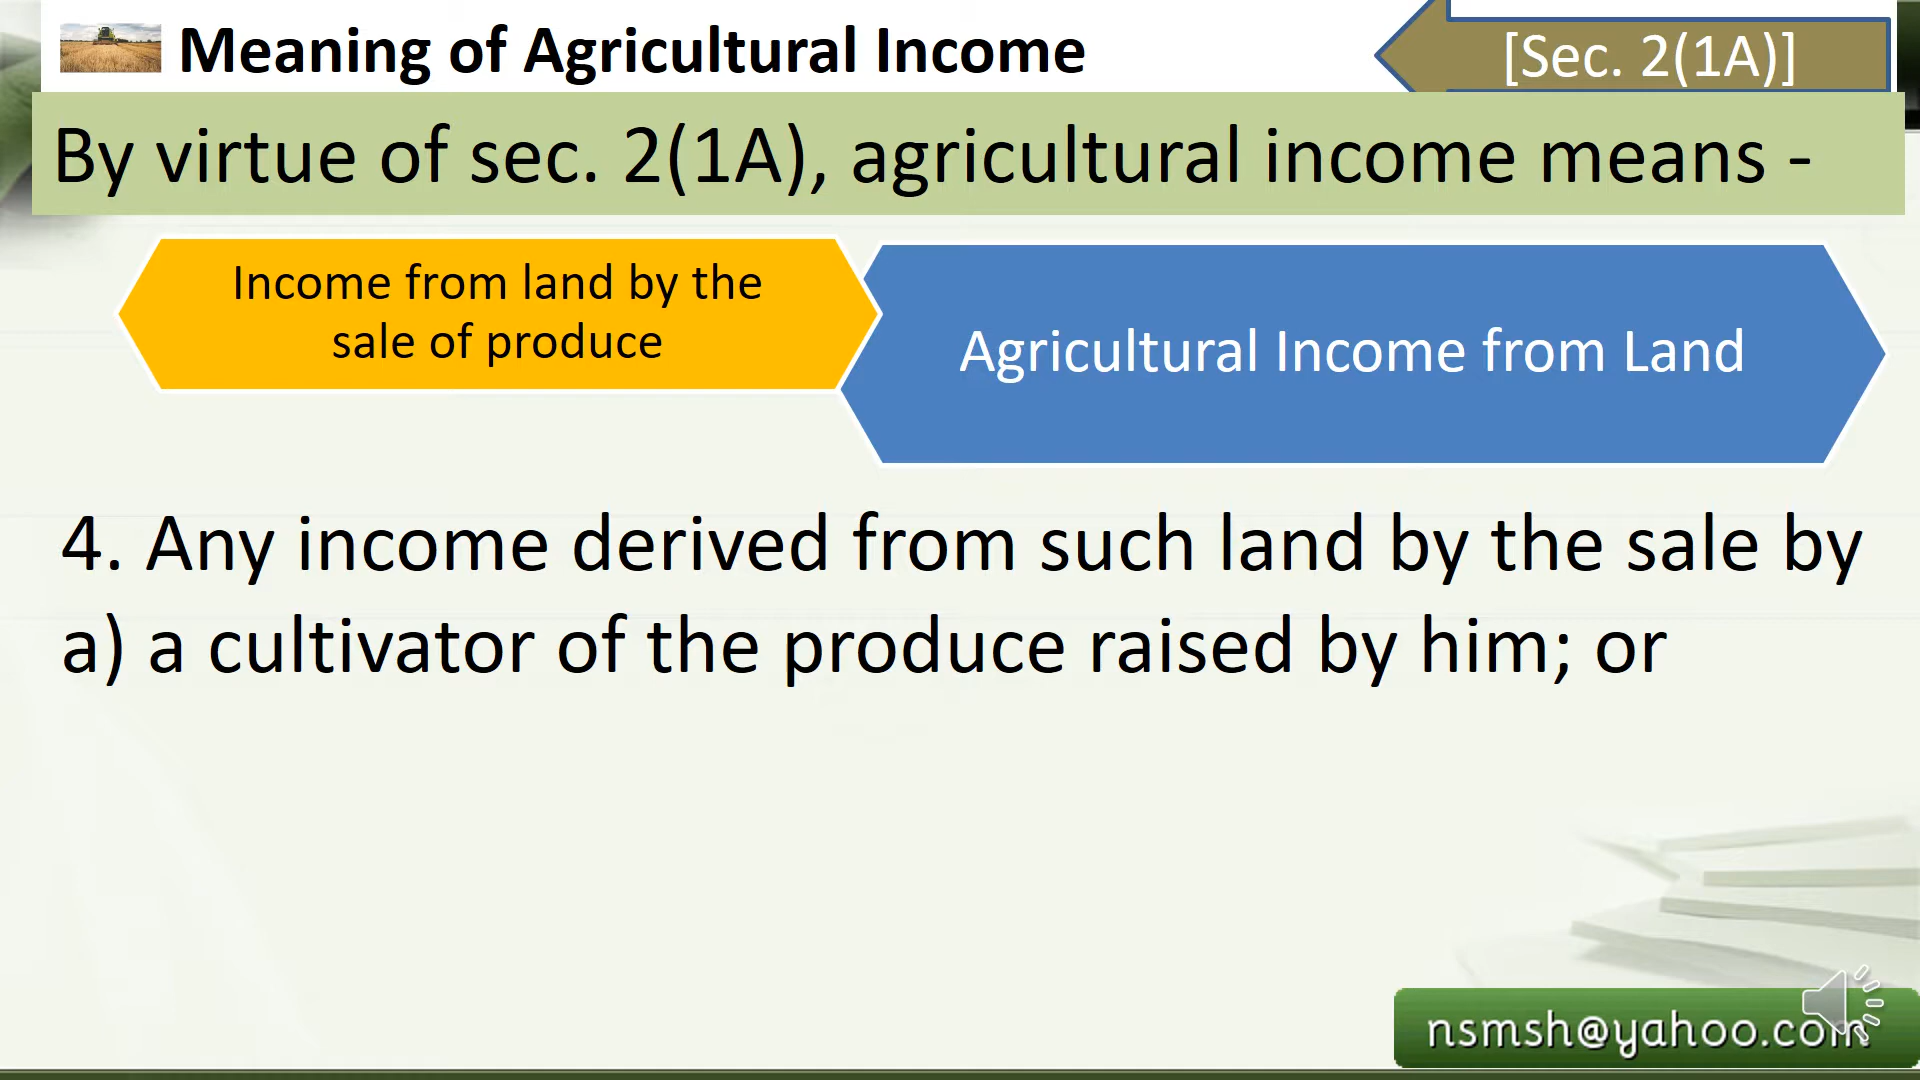 Meaning of Agricultural Income
[Sec. 2(1A)]
By virtue of sec. 2(1A), agricultural income means -
Income from land by the
sale of produce
Agricultural Income from Land
4. Any income derived from such land by the sale by
a) a cultivator of the produce raised by him; or
nsmsh@yahoo.com